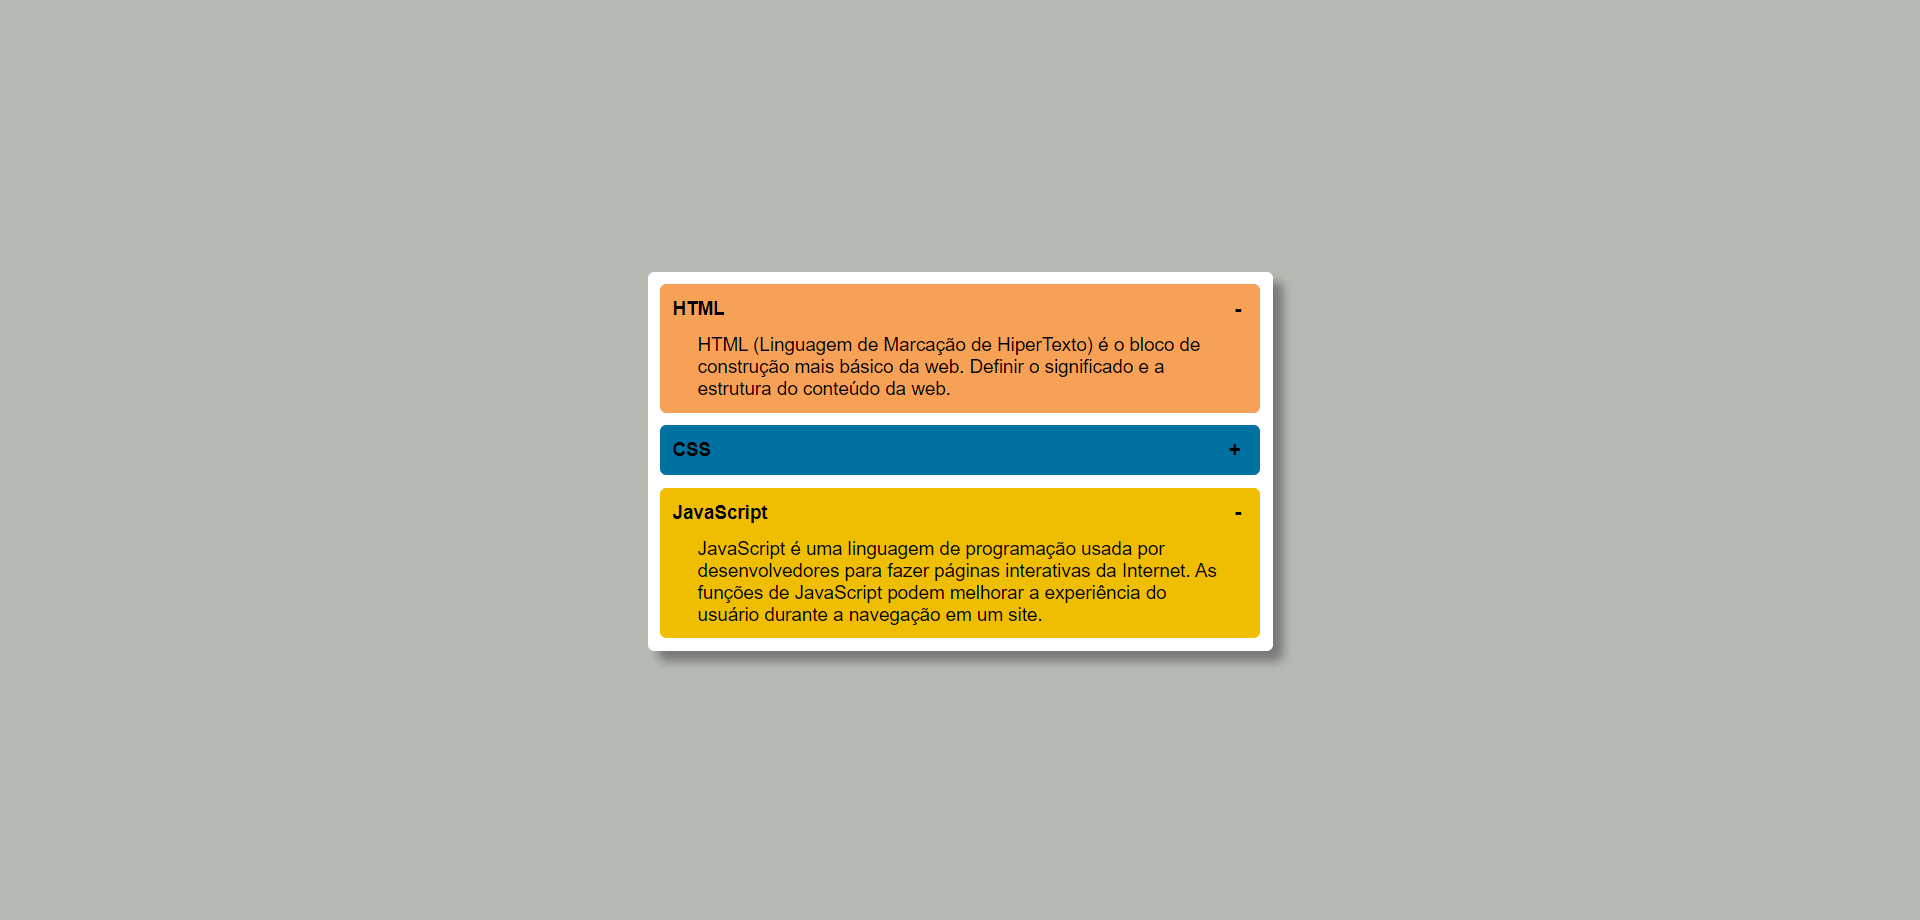 HTML -
HTML (Linguagem de Marcação de HiperTexto) é o bloco de
construção mais básico da web. Definir o significado e a
estrutura do conteúdo da web.
CSS +
JavaScript -
JavaScript é uma linguagem de programação usada por
desenvolvedores para fazer páginas interativas da Internet. As
funções de JavaScript podem melhorar a experiência do
usuário durante a navegação em um site.